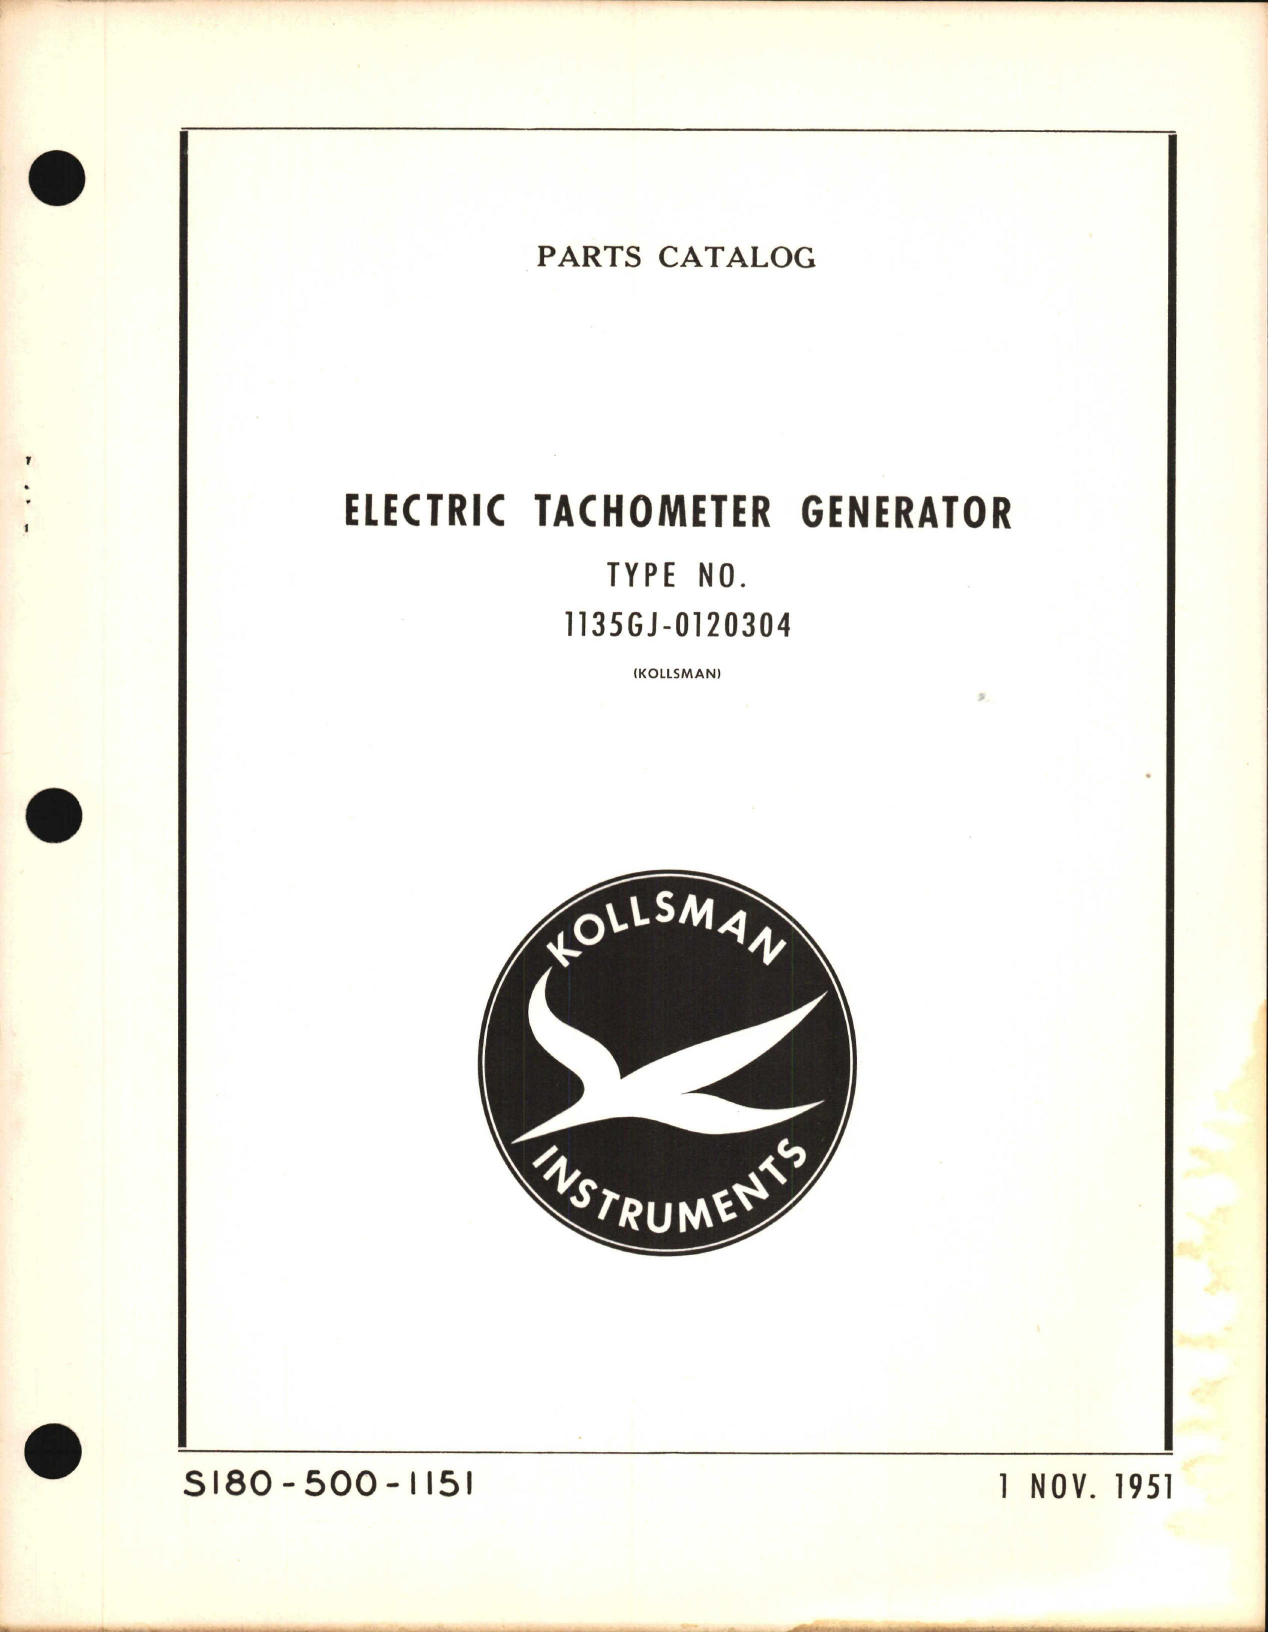 PARTS CATALOG
ELECTRIC TACHOMETER GENERATOR
TYPE NO.
1135GJ-0120304
(KOLLSMAN)
KOLLSMAN
INSTRUMENTS
S180-500-1151
1 NOV. 1951